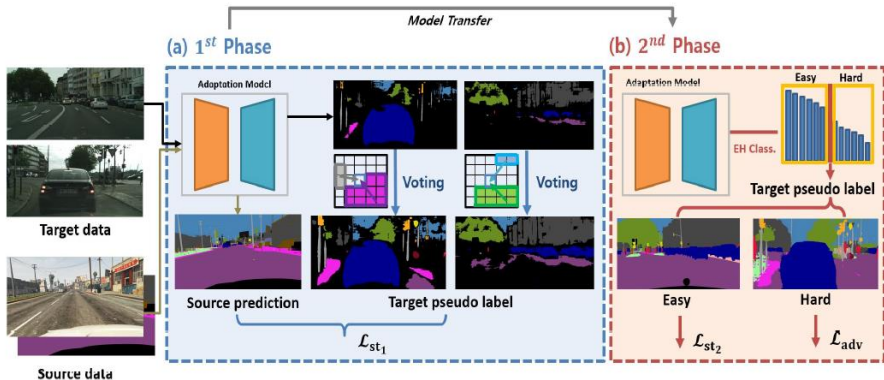 Model Transfer
(a) 1st Phase
(b) 2nd Phase
Adaptation Model
Voting
Voting
Target data
Source prediction
Target pseudo label
ℒst₁
Source data
Adaptation Model
Easy
Hard
EH Class.
Target pseudo label
Easy
Hard
ℒst₂
ℒadv